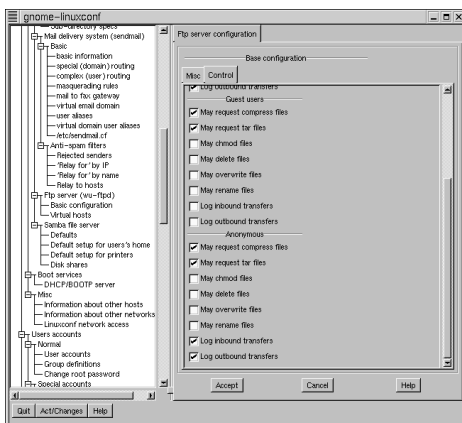 gnome-linuxconf
Sub-directory specs
Mail delivery system (sendmail)
Basic
basic information
special (domain) routing
complex (user) routing
masquerading rules
mail to fax gateway
virtual email domain
user aliases
virtual domain user aliases
/etc/sendmail.cf
Anti-spam filters
Rejected senders
'Relay for' by IP
'Relay for' by name
Relay to hosts
Ftp server (wu-ftpd)
Basic configuration
Virtual hosts
Samba file server
Defaults
Default setup for users's home
Default setup for printers
Disk shares
Boot services
DHCP/BOOTP server
Misc
Information about other hosts
Information about other networks
Linuxconf network access
Users accounts
Normal
User accounts
Group definitions
Change root password
Special accounts
Ftp server configuration
Base configuration
Misc Control
Log outbound transfers
Guest users
May request compress files
May request tar files
May chmod files
May delete files
May overwrite files
May rename files
Log inbound transfers
Log outbound transfers
Anonymous
May request compress files
May request tar files
May chmod files
May delete files
May overwrite files
May rename files
Log inbound transfers
Log outbound transfers
Accept Cancel Help
Quit Act/Changes Help